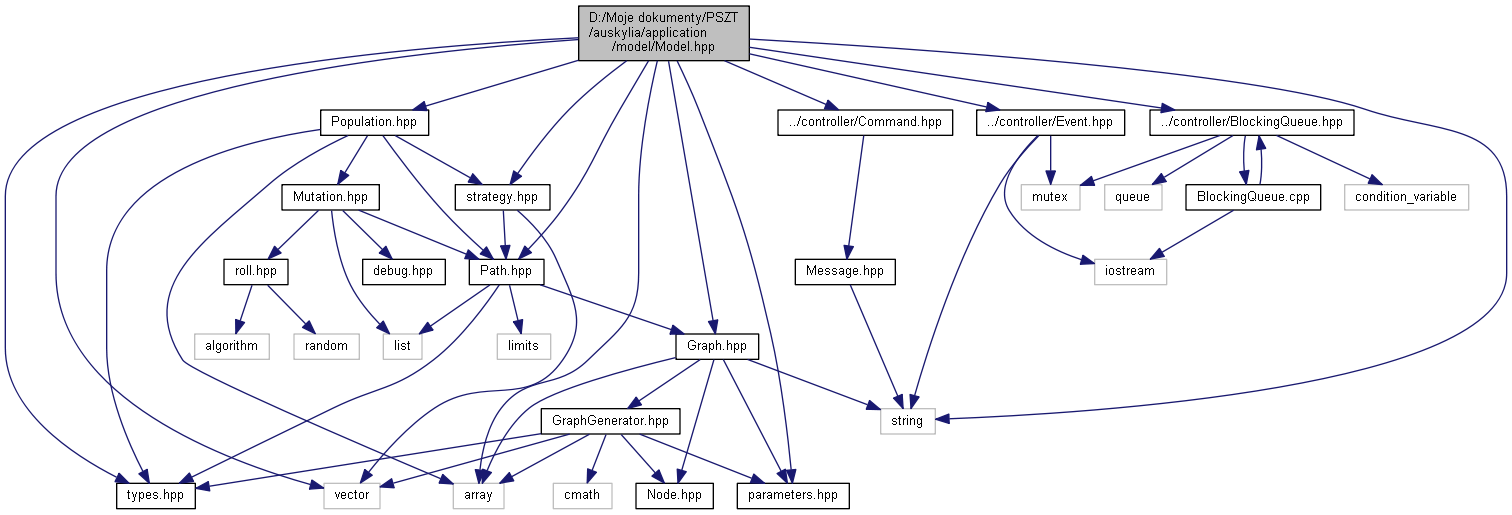 D:/Moje dokumenty/PSZT
/auskylia/application
/model/Model.hpp
Population.hpp
../controller/Command.hpp
../controller/Event.hpp
../controller/BlockingQueue.hpp
Mutation.hpp
strategy.hpp
mutex
queue
BlockingQueue.cpp
condition_variable
roll.hpp
debug.hpp
Path.hpp
Message.hpp
iostream
algorithm
random
list
limits
Graph.hpp
GraphGenerator.hpp
string
types.hpp
vector
array
cmath
Node.hpp
parameters.hpp